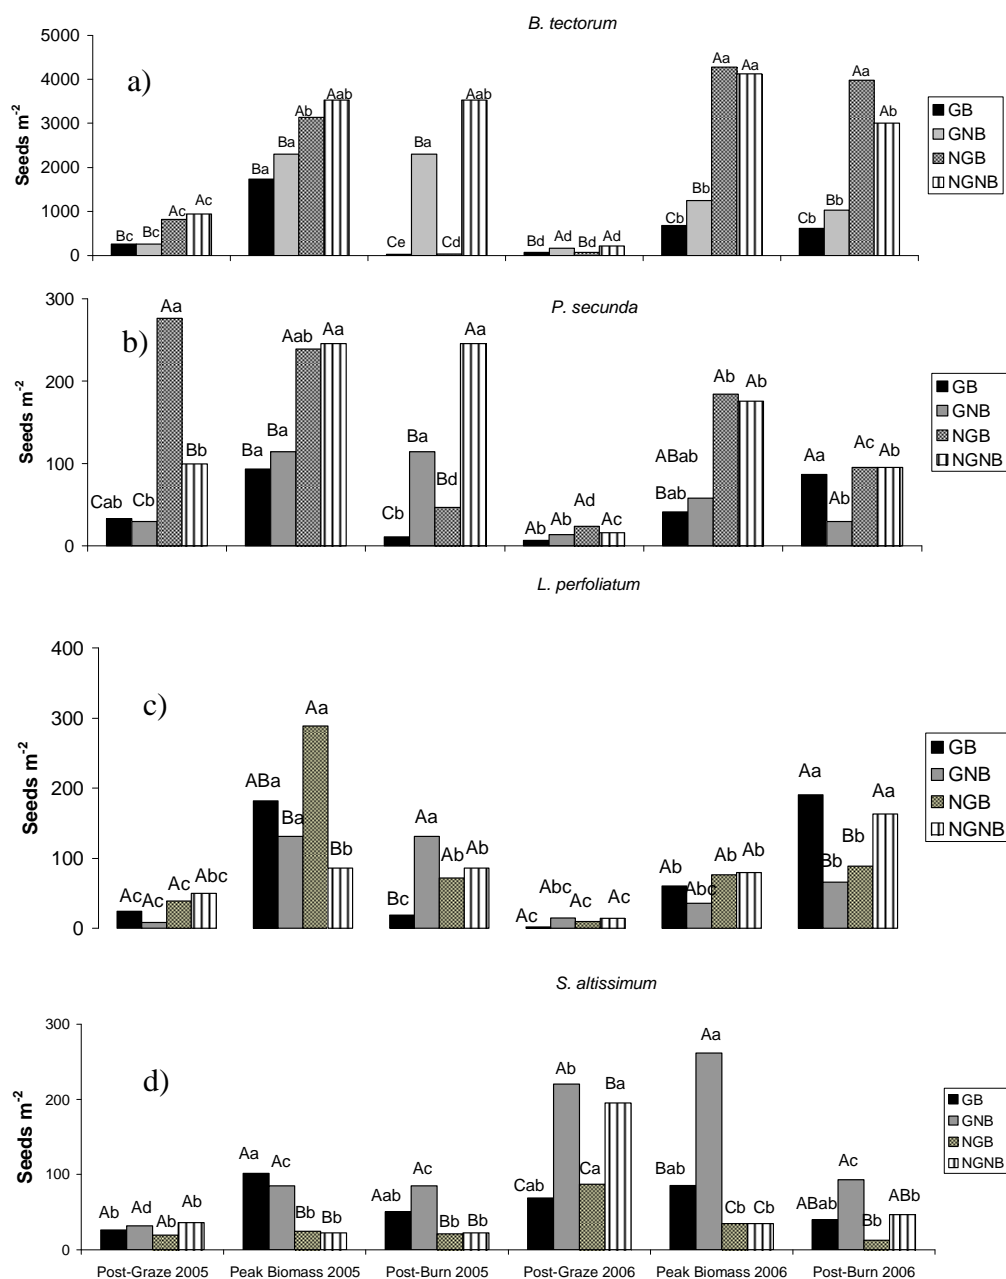 B. tectorum
a)
Seeds m-2
5000
4000
3000
2000
1000
0
Bc Bc Ac Ac
Ba Ba Ab Aab
Ce Ba Cd Aab
Bd Ad Bd Ad
Cb Bb Aa Aa
Cb Bb Aa Ab
GB
GNB
NGB
NGNB
P. secunda
b)
Seeds m-2
300
200
100
0
Cab Cb Aa Bb
Ba Ba Aab Aa
Cb Ba Bd Aa
Ab Ab Ad Ac
Bab ABab Ab Ab
Aa Ab Ac Ab
GB
GNB
NGB
NGNB
L. perfoliatum
c)
Seeds m-2
400
300
200
100
0
Ac Ac Ac Abc
ABa Ba Aa Bb
Bc Aa Ab Ab
Ac Abc Ac Ac
Ab Abc Ab Ab
Aa Bb Bb Aa
GB
GNB
NGB
NGNB
S. altissimum
d)
Seeds m-2
300
200
100
0
Ab Ad Ab Ab
Aa Ac Bb Bb
Aab Ac Bb Bb
Cab Ab Ca Ba
Bab Aa Cb Cb
ABab Ac Bb ABb
GB
GNB
NGB
NGNB
Post-Graze 2005 Peak Biomass 2005 Post-Burn 2005 Post-Graze 2006 Peak Biomass 2006 Post-Burn 2006